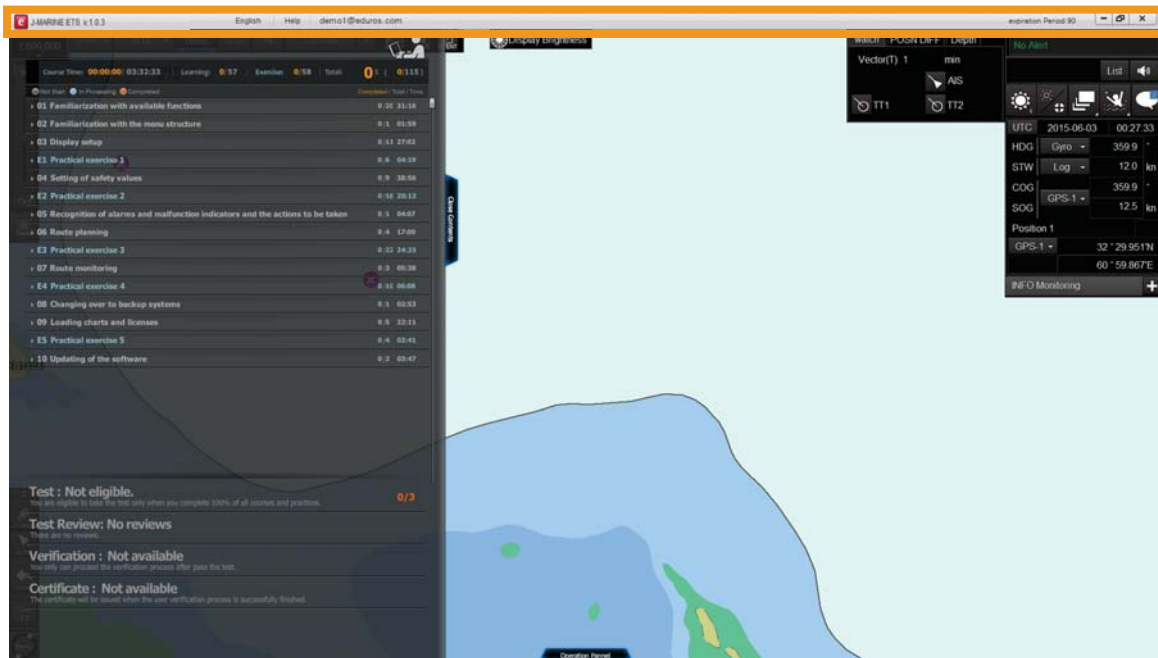 J-MARINE ETS v.1.0.3 English Help demo1@eduros.com expiration Period:90
1:600,000
Display Brightness
Watch POSN DIFF Depth
Vector(T) 1 min
AIS
TT1 TT2
No Alert
List
UTC 2015-06-03 00:27:33
HDG Gyro 359.9 °
STW Log 12.0 kn
COG 359.9 °
GPS-1
SOG 12.5 kn
Position 1
GPS-1 32 ° 29.951'N
60 ° 59.867'E
INFO Monitoring
Course Time: 00:00:00/ 03:32:33 Learning: 0/57 Exercise: 0/58 Total: 0% ( 0/115)
Not Start In Processing Completed Completed / Total / Time
01 Familiarization with available functions 31:16
02 Familiarization with the menu structure 0/1 01:59
03 Display setup 0/11 27:02
E1 Practical exercise 1 0/6 04:19
04 Setting of safety values 0/9 38:56
E2 Practical exercise 2 20:13
05 Recognition of alarms and malfunction indicators and the actions to be taken 0/1 04:07
06 Route planning 0/4 17:00
E3 Practical exercise 3 24:33
07 Route monitoring 0/3 05:38
E4 Practical exercise 4 06:08
08 Changing over to backup systems 0/1 02:53
09 Loading charts and licenses 22:11
E5 Practical exercise 5 0/4 03:41
10 Updating of the software 0/2 03:47
Close Contents
Test : Not eligible. 0/3
You are eligible to take the test only when you complete 100% of all courses and practices.
Test Review: No reviews
There are no reviews.
Verification : Not available
You only can proceed the verification process after pass the test.
Certificate : Not available
The certificate will be issued when the user verification process is successfully finished.
Operation Pannel